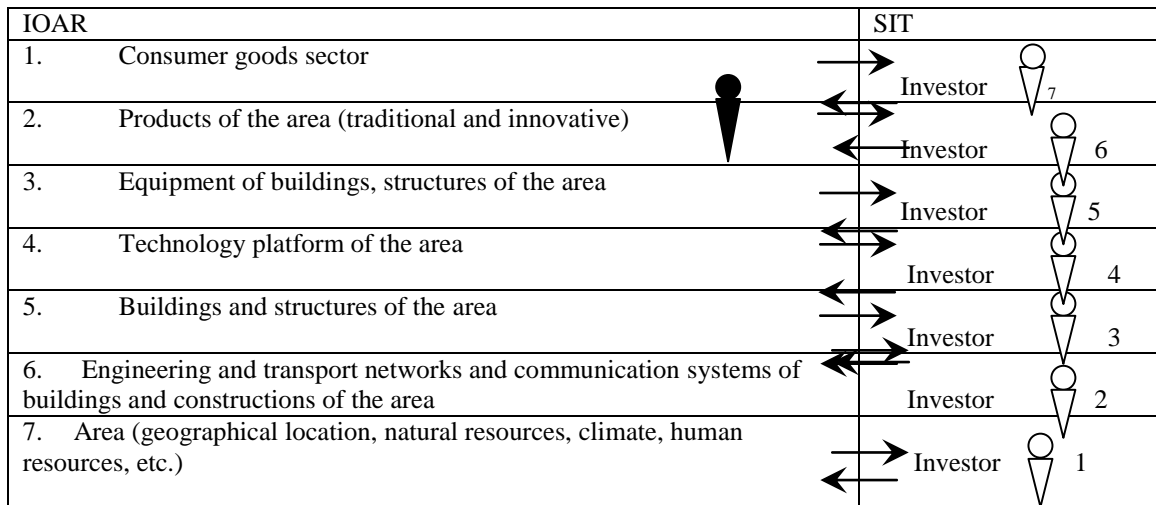 IOAR SIT
1. Consumer goods sector
Investor 7
2. Products of the area (traditional and innovative)
Investor 6
3. Equipment of buildings, structures of the area
Investor 5
4. Technology platform of the area
Investor 4
5. Buildings and structures of the area
Investor 3
6. Engineering and transport networks and communication systems of
buildings and constructions of the area Investor 2
7. Area (geographical location, natural resources, climate, human
resources, etc.) Investor 1